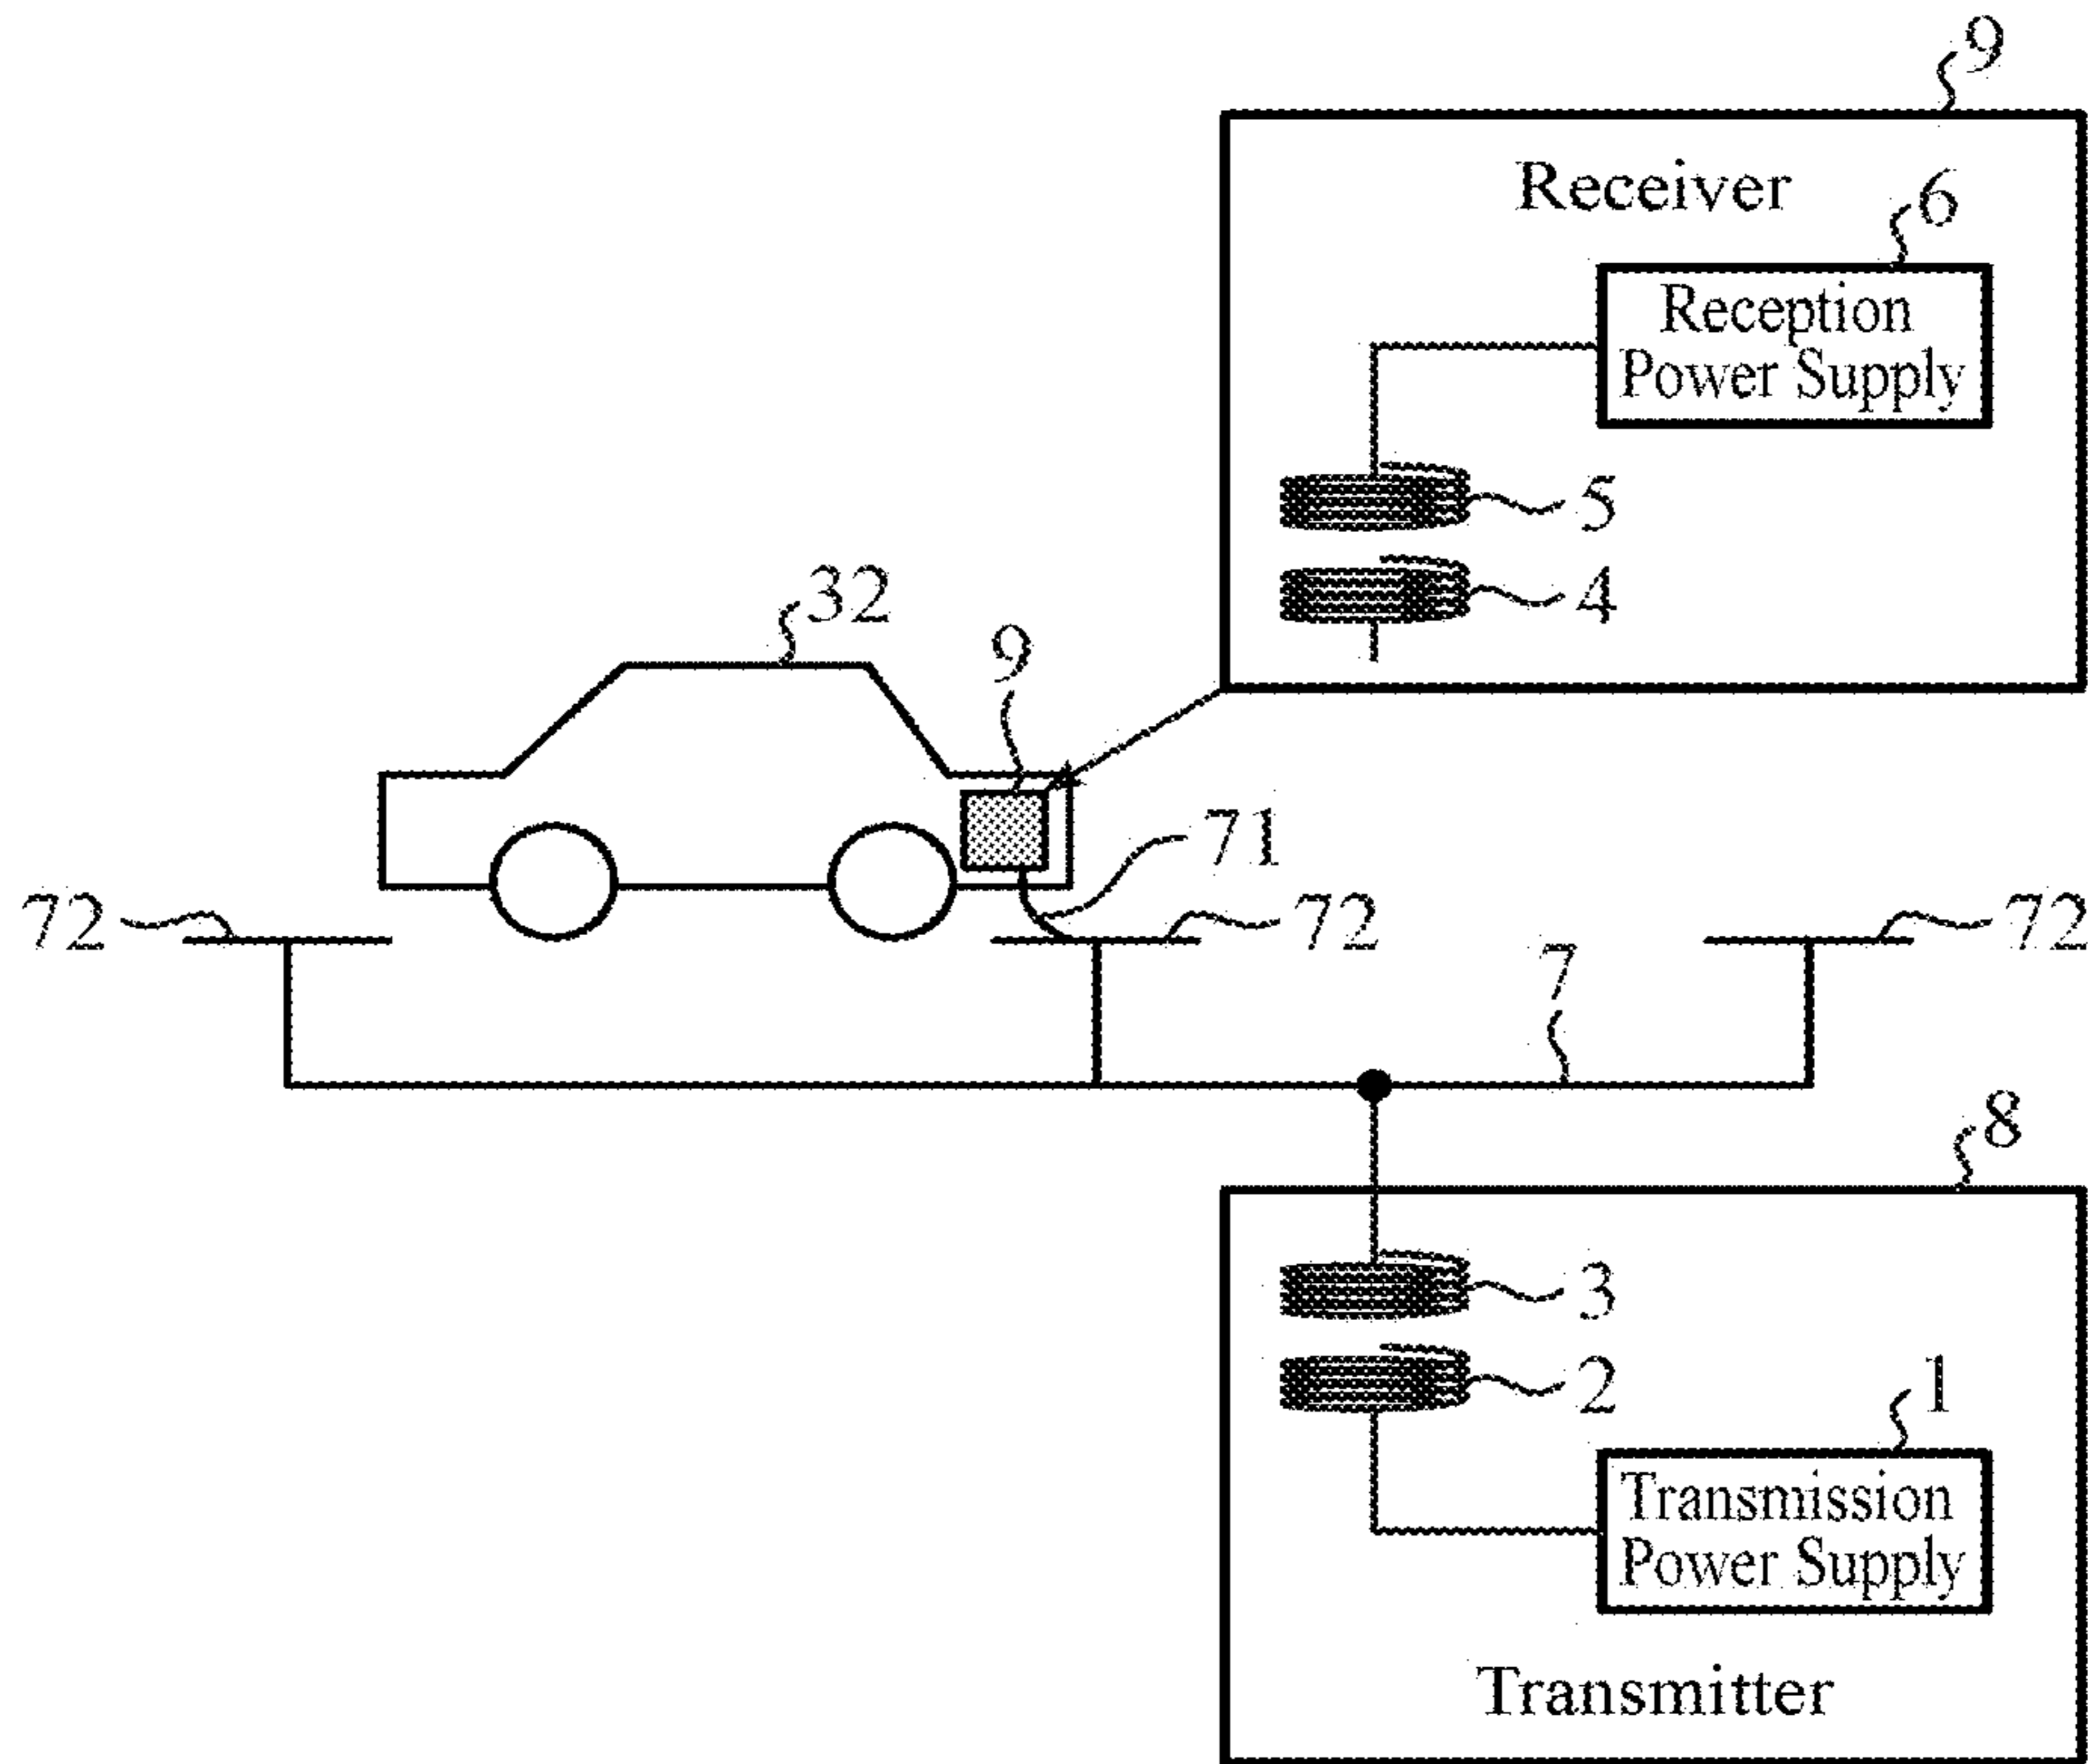 9
Receiver
6
Reception
Power Supply
5
4
32
9
71
72
72
72
7
8
3
2
1
Transmission
Power Supply
Transmitter